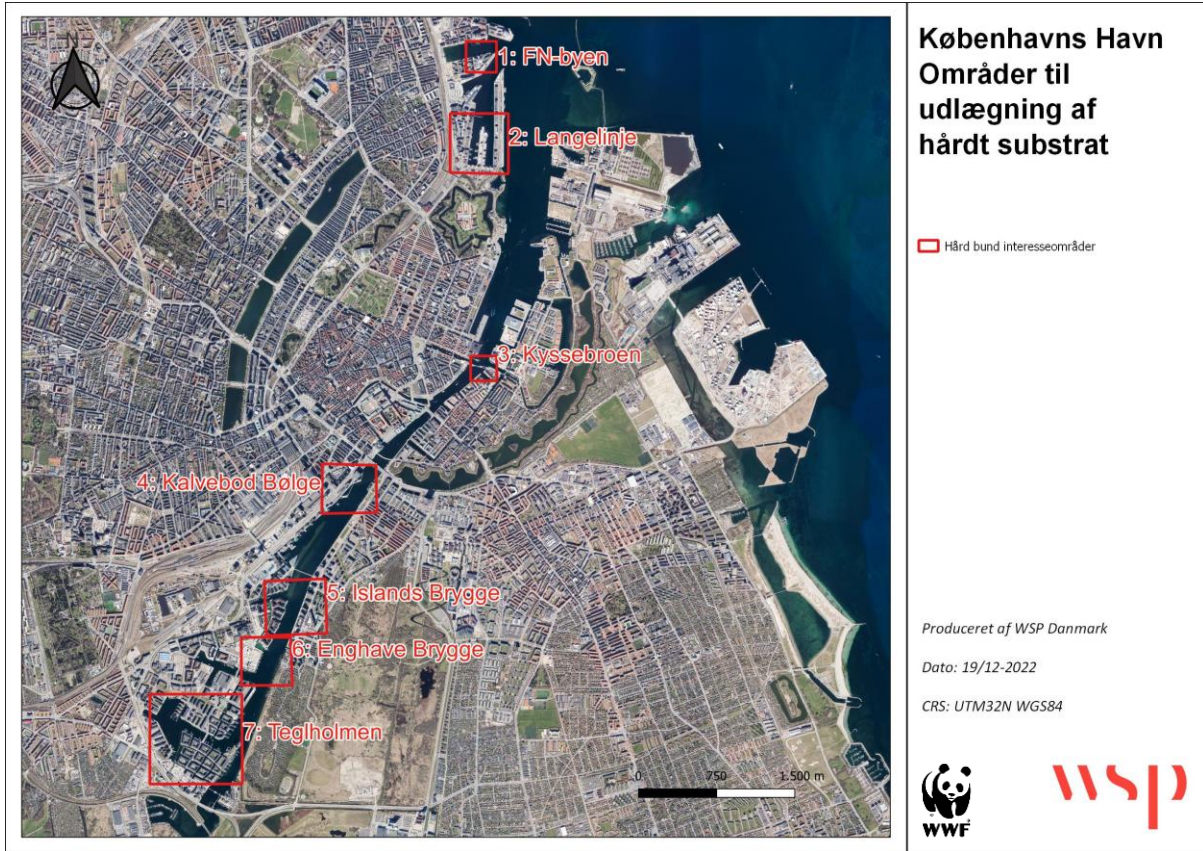 Københavns Havn
Områder til
udlægning af
hårdt substrat
Hård bund interesseområder
N
1: FN-byen
2: Langelinje
3: Kyssebroen
4: Kalvebod Bølge
5: Islands Brygge
6: Enghave Brygge
7: Teglholmen
0 750 1.500 m
Produceret af WSP Danmark
Dato: 19/12-2022
CRS: UTM32N WGS84
WWF
wsp